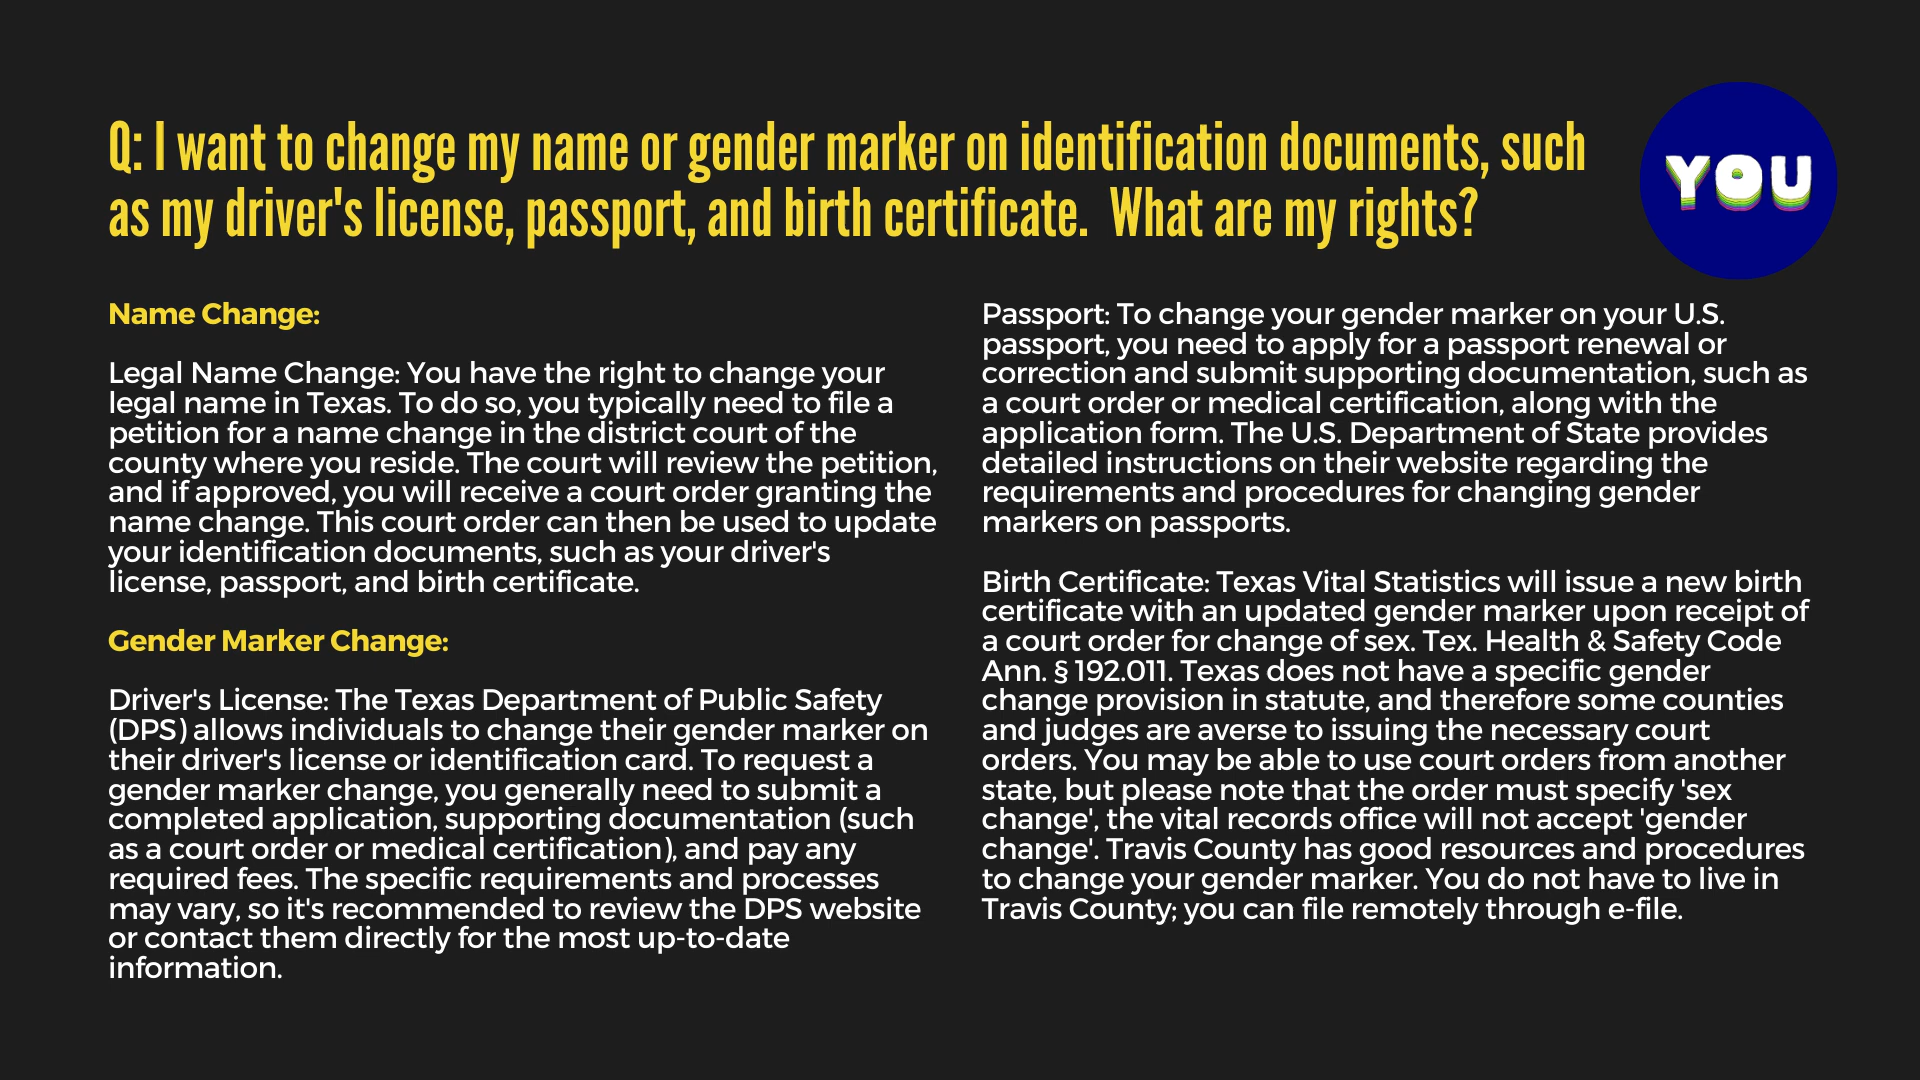 Q: I want to change my name or gender marker on identification documents, such
as my driver's license, passport, and birth certificate.  What are my rights?
YOU
Name Change:
Legal Name Change: You have the right to change your
legal name in Texas. To do so, you typically need to file a
petition for a name change in the district court of the
county where you reside. The court will review the petition,
and if approved, you will receive a court order granting the
name change. This court order can then be used to update
your identification documents, such as your driver's
license, passport, and birth certificate.
Gender Marker Change:
Driver's License: The Texas Department of Public Safety
(DPS) allows individuals to change their gender marker on
their driver's license or identification card. To request a
gender marker change, you generally need to submit a
completed application, supporting documentation (such
as a court order or medical certification), and pay any
required fees. The specific requirements and processes
may vary, so it's recommended to review the DPS website
or contact them directly for the most up-to-date
information.
Passport: To change your gender marker on your U.S.
passport, you need to apply for a passport renewal or
correction and submit supporting documentation, such as
a court order or medical certification, along with the
application form. The U.S. Department of State provides
detailed instructions on their website regarding the
requirements and procedures for changing gender
markers on passports.
Birth Certificate: Texas Vital Statistics will issue a new birth
certificate with an updated gender marker upon receipt of
a court order for change of sex. Tex. Health & Safety Code
Ann. § 192.011. Texas does not have a specific gender
change provision in statute, and therefore some counties
and judges are averse to issuing the necessary court
orders. You may be able to use court orders from another
state, but please note that the order must specify 'sex
change', the vital records office will not accept 'gender
change'. Travis County has good resources and procedures
to change your gender marker. You do not have to live in
Travis County; you can file remotely through e-file.